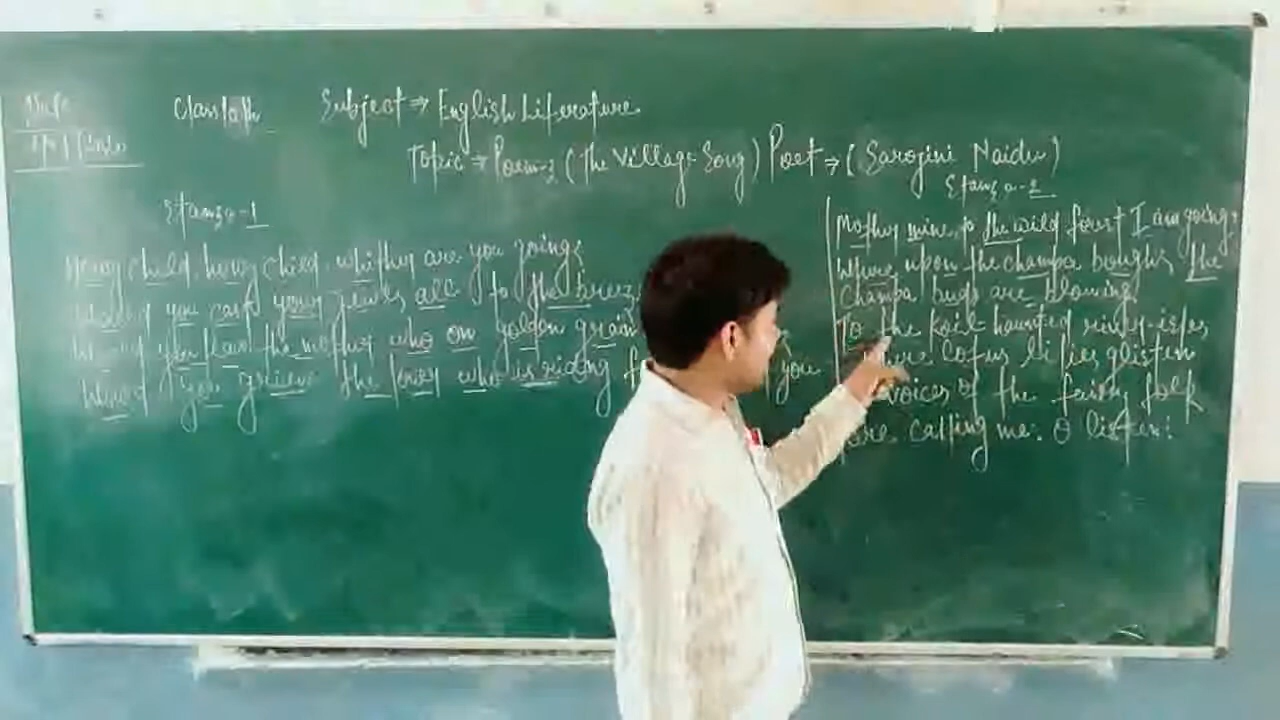 Date
Class 10th
Subject ⇒ English Literature
Topic ⇒ Poem-3 (The Village Song) Poet ⇒ (Sarojini Naidu)
Stanza-1
Honey child, honey child, whither are you going?
Would you cast your jewels all to the breez
Would you leave the mother who on golden grain
Would you grieve the lover who is riding you
Stanza-2
Mother mine, to the wild forest I am going,
Where upon the champa boughs the
champa buds are blowing;
To the koil-haunted river-isles
lotus lilies glisten
voices of the fairy folk
are calling me: O listen!